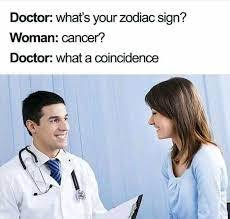 Doctor: what's your zodiac sign?
Woman: cancer?
Doctor: what a coincidence